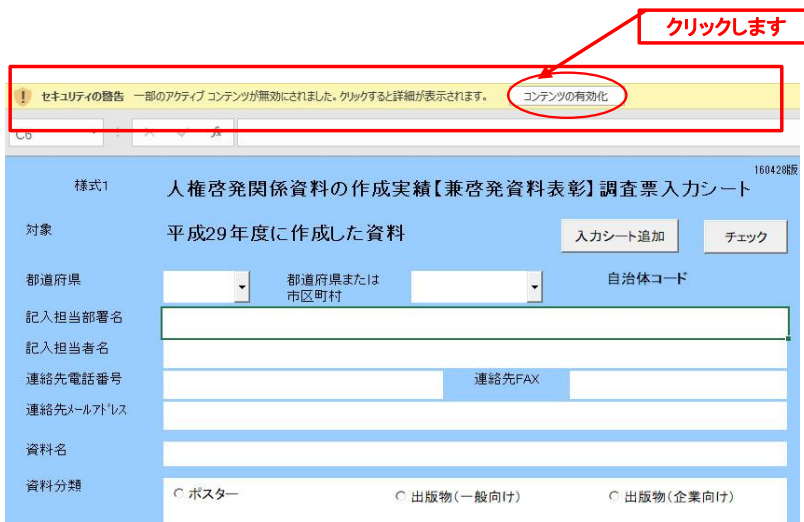 クリックします
セキュリティの警告 一部のアクティブ コンテンツが無効にされました。クリックすると詳細が表示されます。 コンテンツの有効化
C6 fx
160428版
様式1 人権啓発関係資料の作成実績【兼啓発資料表彰】調査票入力シート
対象 平成29年度に作成した資料 入力シート追加 チェック
都道府県 都道府県または 自治体コード
市区町村
記入担当部署名
記入担当者名
連絡先電話番号 連絡先FAX
連絡先メールアドレス
資料名
資料分類 ポスター 出版物(一般向け) 出版物(企業向け)